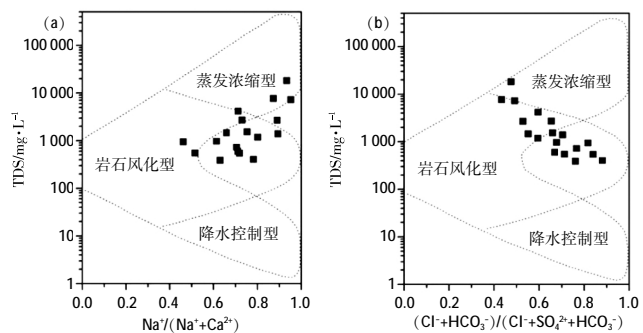 (a)
TDS/mg·L⁻¹
100 000
10 000
1 000
100
10
1
蒸发浓缩型
岩石风化型
降水控制型
0.0 0.2 0.4 0.6 0.8 1.0
Na⁺/(Na⁺+Ca²⁺)
(b)
TDS/mg·L⁻¹
100 000
10 000
1 000
100
10
1
蒸发浓缩型
岩石风化型
降水控制型
0.0 0.2 0.4 0.6 0.8 1.0
(Cl⁻+HCO₃⁻)/(Cl⁻+SO₄²⁺+HCO₃⁻)